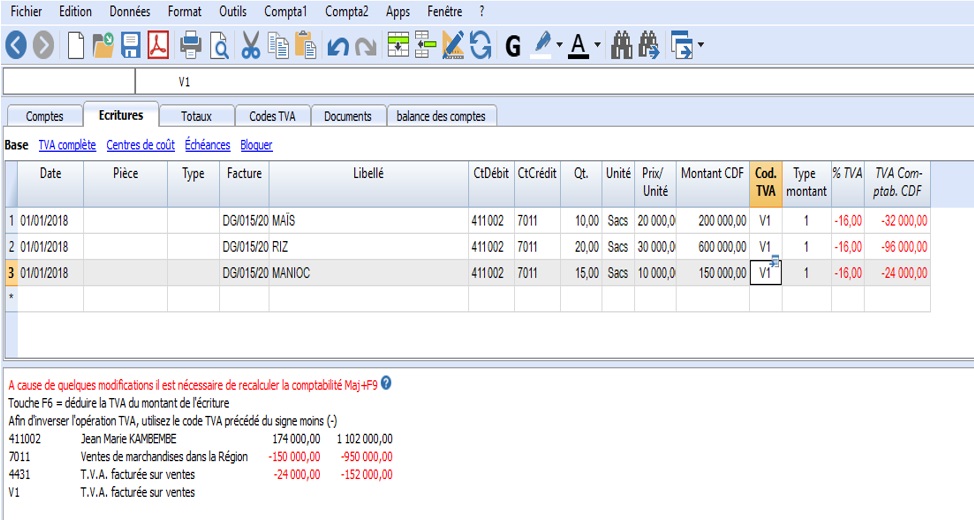 Fichier Edition Données Format Outils Compta1 Compta2 Apps Fenêtre ?
G A
V1
Comptes Ecritures Totaux Codes TVA Documents balance des comptes
Base TVA complète Centres de coût Échéances Bloquer
Date Pièce Type Facture Libellé CtDébit CtCrédit Qt. Unité Prix/ Montant CDF Cod. Type % TVA TVA Com-
Unité TVA montant ptab. CDF
1 01/01/2018 DG/015/20 MAÏS 411002 7011 10,00 Sacs 20 000,0 200 000,00 V1 1 -16,00 -32 000,00
2 01/01/2018 DG/015/20 RIZ 411002 7011 20,00 Sacs 30 000,0 600 000,00 V1 1 -16,00 -96 000,00
3 01/01/2018 DG/015/20 MANIOC 411002 7011 15,00 Sacs 10 000,0 150 000,00 V1 1 -16,00 -24 000,00
*
A cause de quelques modifications il est nécessaire de recalculer la comptabilité Maj+F9 ?
Touche F6 = déduire la TVA du montant de l'écriture
Afin d'inverser l'opération TVA, utilisez le code TVA précédé du signe moins (-)
411002 Jean Marie KAMBEMBE 174 000,00 1 102 000,00
7011 Ventes de marchandises dans la Région -150 000,00 -950 000,00
4431 T.V.A. facturée sur ventes -24 000,00 -152 000,00
V1 T.V.A. facturée sur ventes